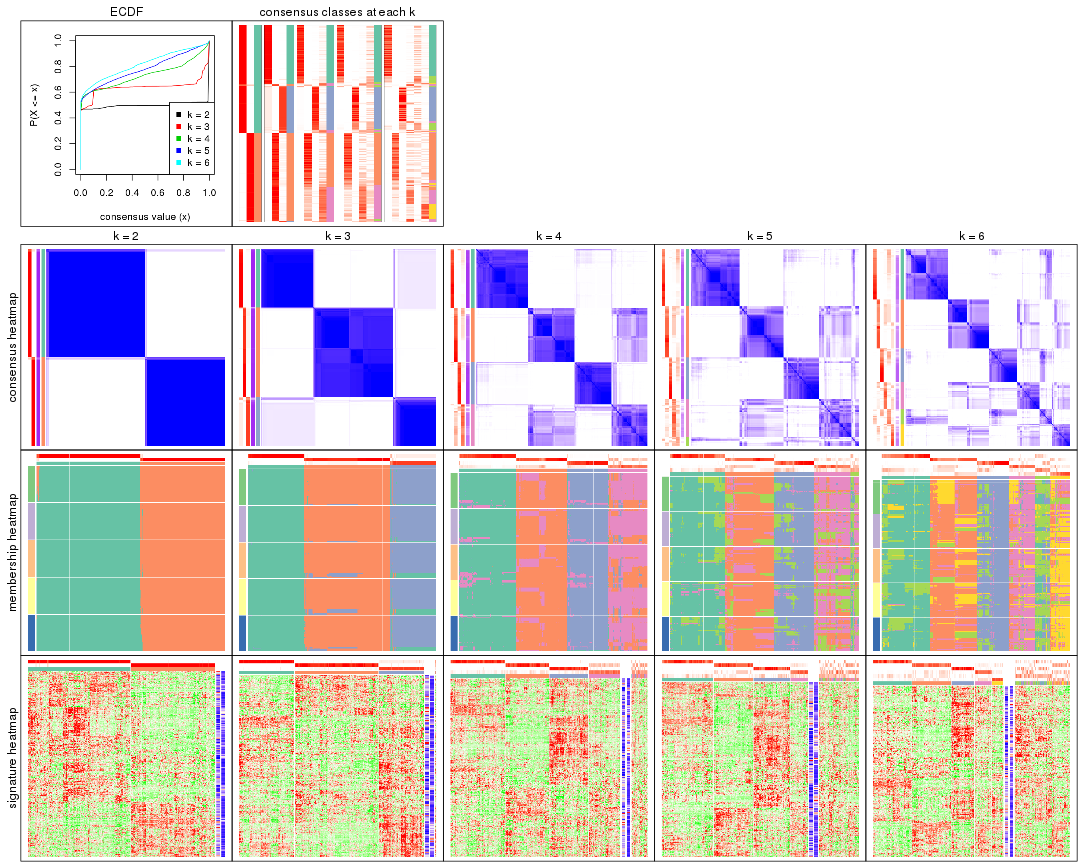 ECDF
consensus classes at each k
P(X <= x)
0.0 0.2 0.4 0.6 0.8 1.0
k = 2
k = 3
k = 4
k = 5
k = 6
0.0 0.2 0.4 0.6 0.8 1.0
consensus value (x)
k = 2
k = 3
k = 4
k = 5
k = 6
consensus heatmap
membership heatmap
signature heatmap